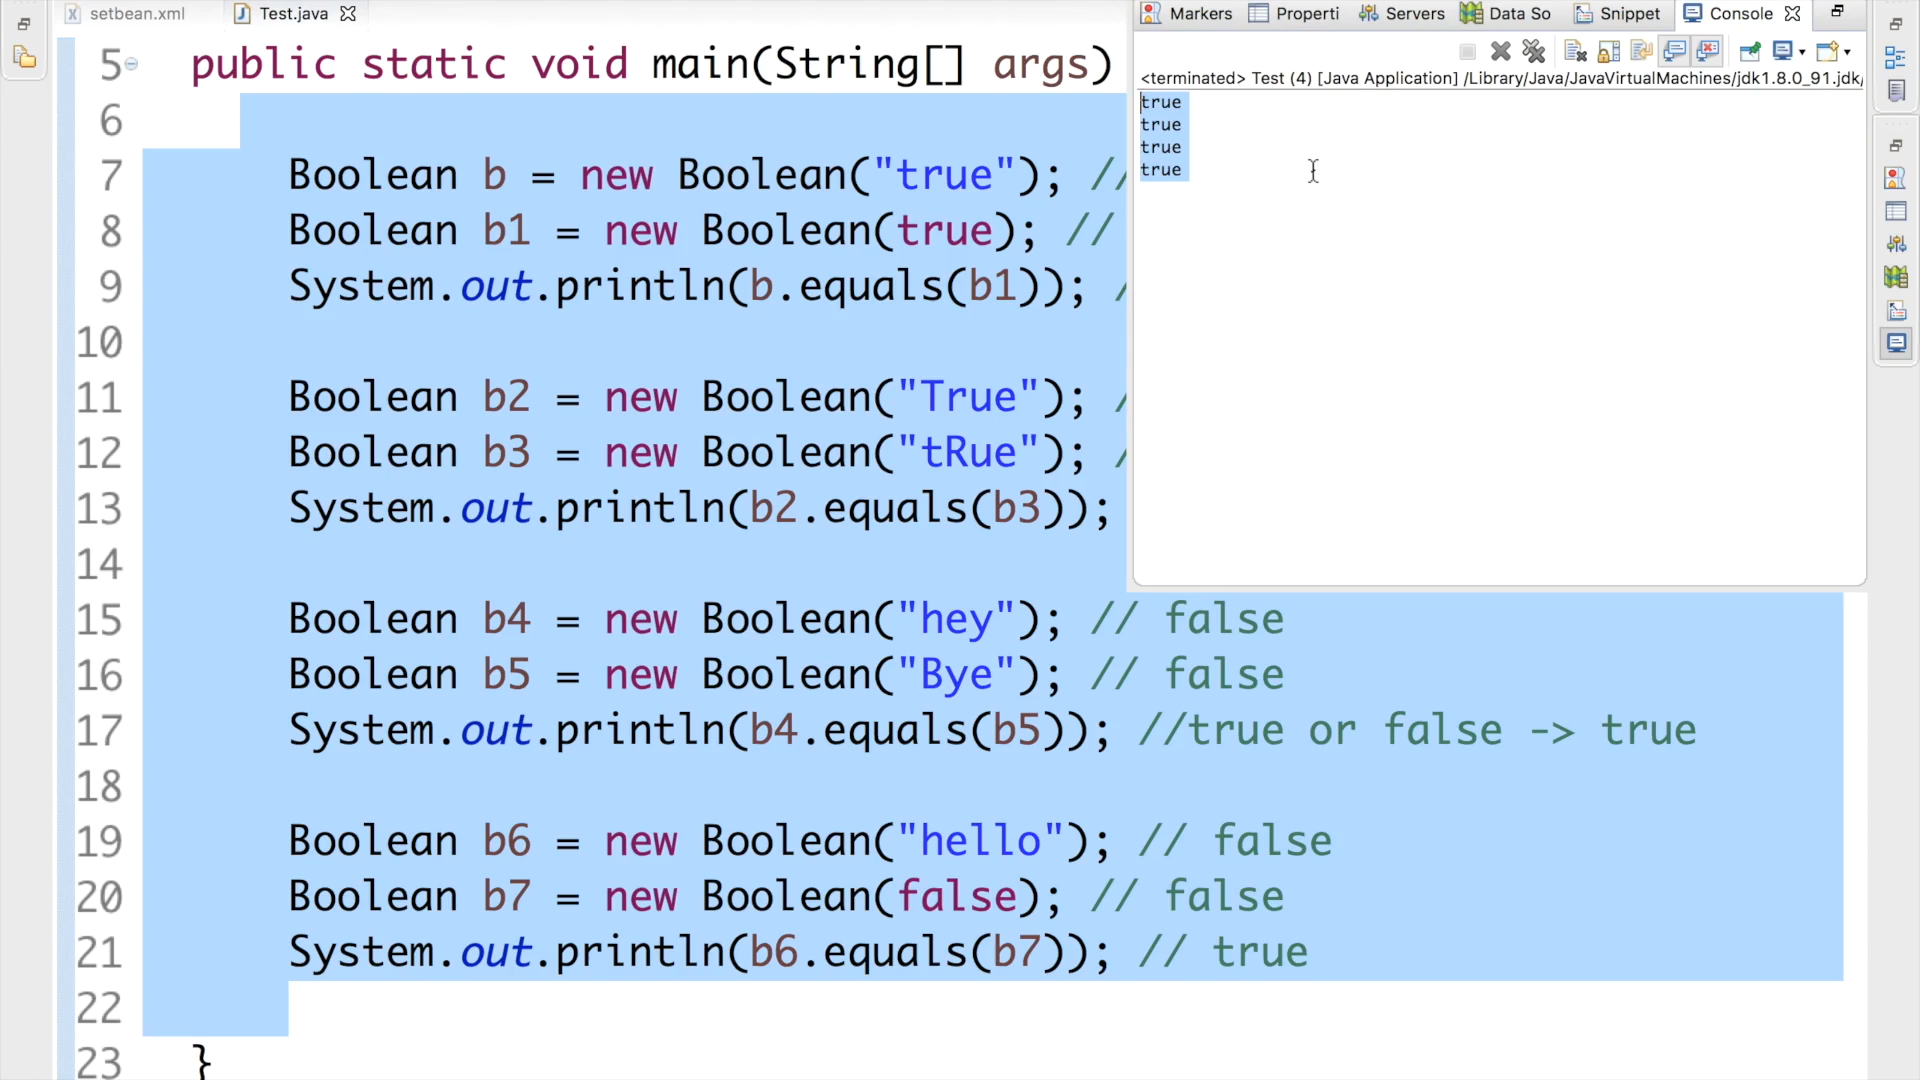 setbean.xml
Test.java
5 public static void main(String[] args)
6
7 Boolean b = new Boolean("true"); //
8 Boolean b1 = new Boolean(true); //
9 System.out.println(b.equals(b1)); /
10
11 Boolean b2 = new Boolean("True"); /
12 Boolean b3 = new Boolean("tRue"); /
13 System.out.println(b2.equals(b3));
14
15 Boolean b4 = new Boolean("hey"); // false
16 Boolean b5 = new Boolean("Bye"); // false
17 System.out.println(b4.equals(b5)); //true or false -> true
18
19 Boolean b6 = new Boolean("hello"); // false
20 Boolean b7 = new Boolean(false); // false
21 System.out.println(b6.equals(b7)); // true
22
23 }
Markers Properti Servers Data So Snippet Console
<terminated> Test (4) [Java Application] /Library/Java/JavaVirtualMachines/jdk1.8.0_91.jdk/
true
true
true
true